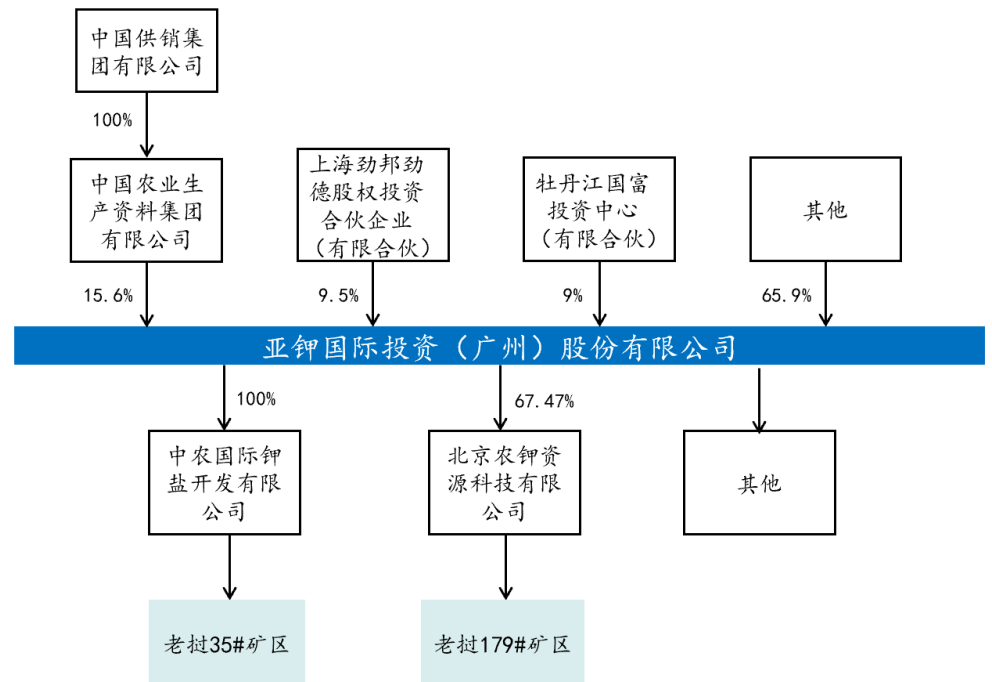 中国供销集
团有限公司
100%
中国农业生
产资料集团
有限公司
上海劲邦劲
德股权投资
合伙企业
（有限合伙）
牡丹江国富
投资中心
（有限合伙）
其他
15.6%
9.5%
9%
65.9%
亚钾国际投资（广州）股份有限公司
100%
67.47%
中农国际钾
盐开发有限
公司
北京农钾资
源科技有限
公司
其他
老挝35#矿区
老挝179#矿区